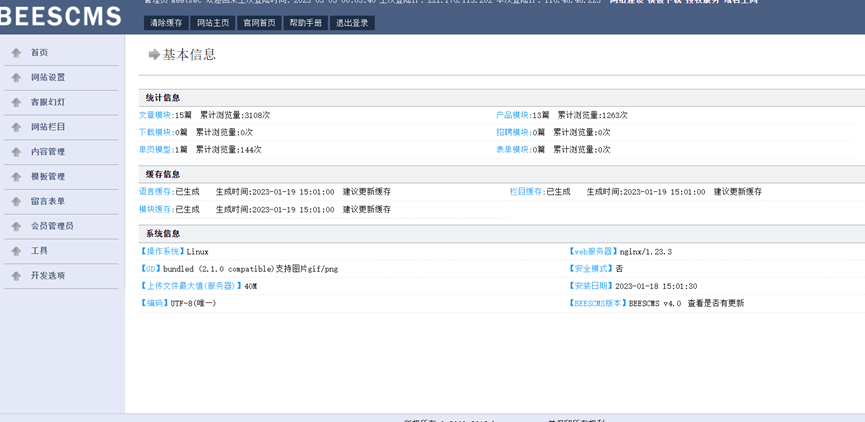 BEESCMS
网站建设 模板下载 授权服务 域名主网
清除缓存 网站主页 官网首页 帮助手册 退出登录
首页
网站设置
客服幻灯
网站栏目
内容管理
模板管理
留言表单
会员管理员
工具
开发选项
基本信息
统计信息
文章模块:15篇 累计浏览量:3108次 产品模块:13篇 累计浏览量:1263次
下载模块:0篇 累计浏览量:0次 招聘模块:0篇 累计浏览量:0次
单页模型:1篇 累计浏览量:144次 表单模块:0篇 累计浏览量:0次
缓存信息
语言缓存:已生成 生成时间:2023-01-19 15:01:00 建议更新缓存 栏目缓存:已生成 生成时间:2023-01-19 15:01:00 建议更新缓存
模块缓存:已生成 生成时间:2023-01-19 15:01:00 建议更新缓存
系统信息
【操作系统】Linux 【web服务器】nginx/1.23.3
【GD】bundled (2.1.0 compatible)支持图片gif/png 【安全模式】否
【上传文件最大值(服务器)】40M 【安装日期】2023-01-18 15:01:30
【编码】UTF-8(唯一) 【BEESCMS版本】BEESCMS v4.0 查看是否有更新